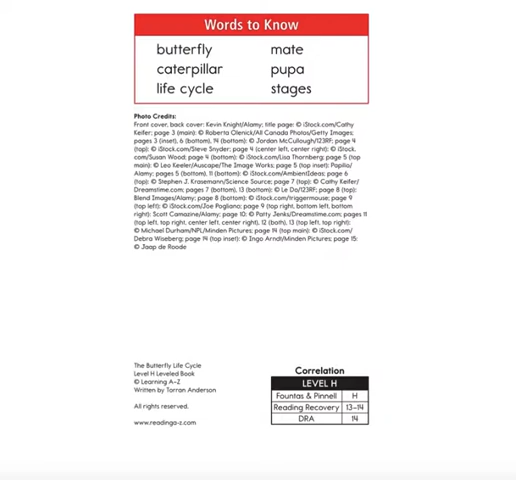 Words to Know
butterfly mate
caterpillar pupa
life cycle stages
Photo Credits:
Front cover, back cover: Kevin Knight/Alamy; title page: © iStock.com/Cathy
Keifer; page 3 (main): © Roberta Olenick/All Canada Photos/Getty Images;
pages 3 (inset), 6 (bottom), 14 (bottom): © Jordan McCullough/123RF; page 4
(top): © iStock.com/Steve Snyder; page 4 (center left, center right): © iStock.
com/Susan Wood; page 4 (bottom): © iStock.com/Lisa Thornberg; page 5 (top
main): © Leo Keeler/Auscape/The Image Works; page 5 (top inset): Papilio/
Alamy; pages 5 (bottom), 11 (bottom): © iStock.com/AmbientIdeas; page 6
(top): © Stephen J. Krasemann/Science Source; page 7 (top): © Cathy Keifer/
Dreamstime.com; pages 7 (bottom), 13 (bottom): © Le Do/123RF; page 8 (top):
Blend Images/Alamy; page 8 (bottom): © iStock.com/triggermouse; page 9
(top left): © iStock.com/Joe Pogliano; page 9 (top right, bottom left, bottom
right): Scott Camazine/Alamy; page 10: © Patty Jenks/Dreamstime.com; pages 11
(top left, top right, center left, center right), 12 (both), 13 (top left, top right):
© Michael Durham/NPL/Minden Pictures; page 14 (top main): © iStock.com/
Debra Wiseberg; page 14 (top inset): © Ingo Arndt/Minden Pictures; page 15:
© Jaap de Roode
The Butterfly Life Cycle
Level H Leveled Book
© Learning A–Z
Written by Torran Anderson
All rights reserved.
www.readinga-z.com
Correlation
LEVEL H
Fountas & Pinnell H
Reading Recovery 13–14
DRA 14